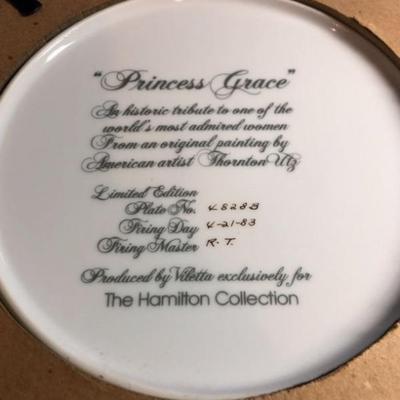 "Princess Grace"
An historic tribute to one of the
world's most admired women
From an original painting by
American artist Thornton Utz
Limited Edition
Plate No. 4828B
Firing Day 4-21-83
Firing Master R.T.
Produced by Viletta exclusively for
The Hamilton Collection